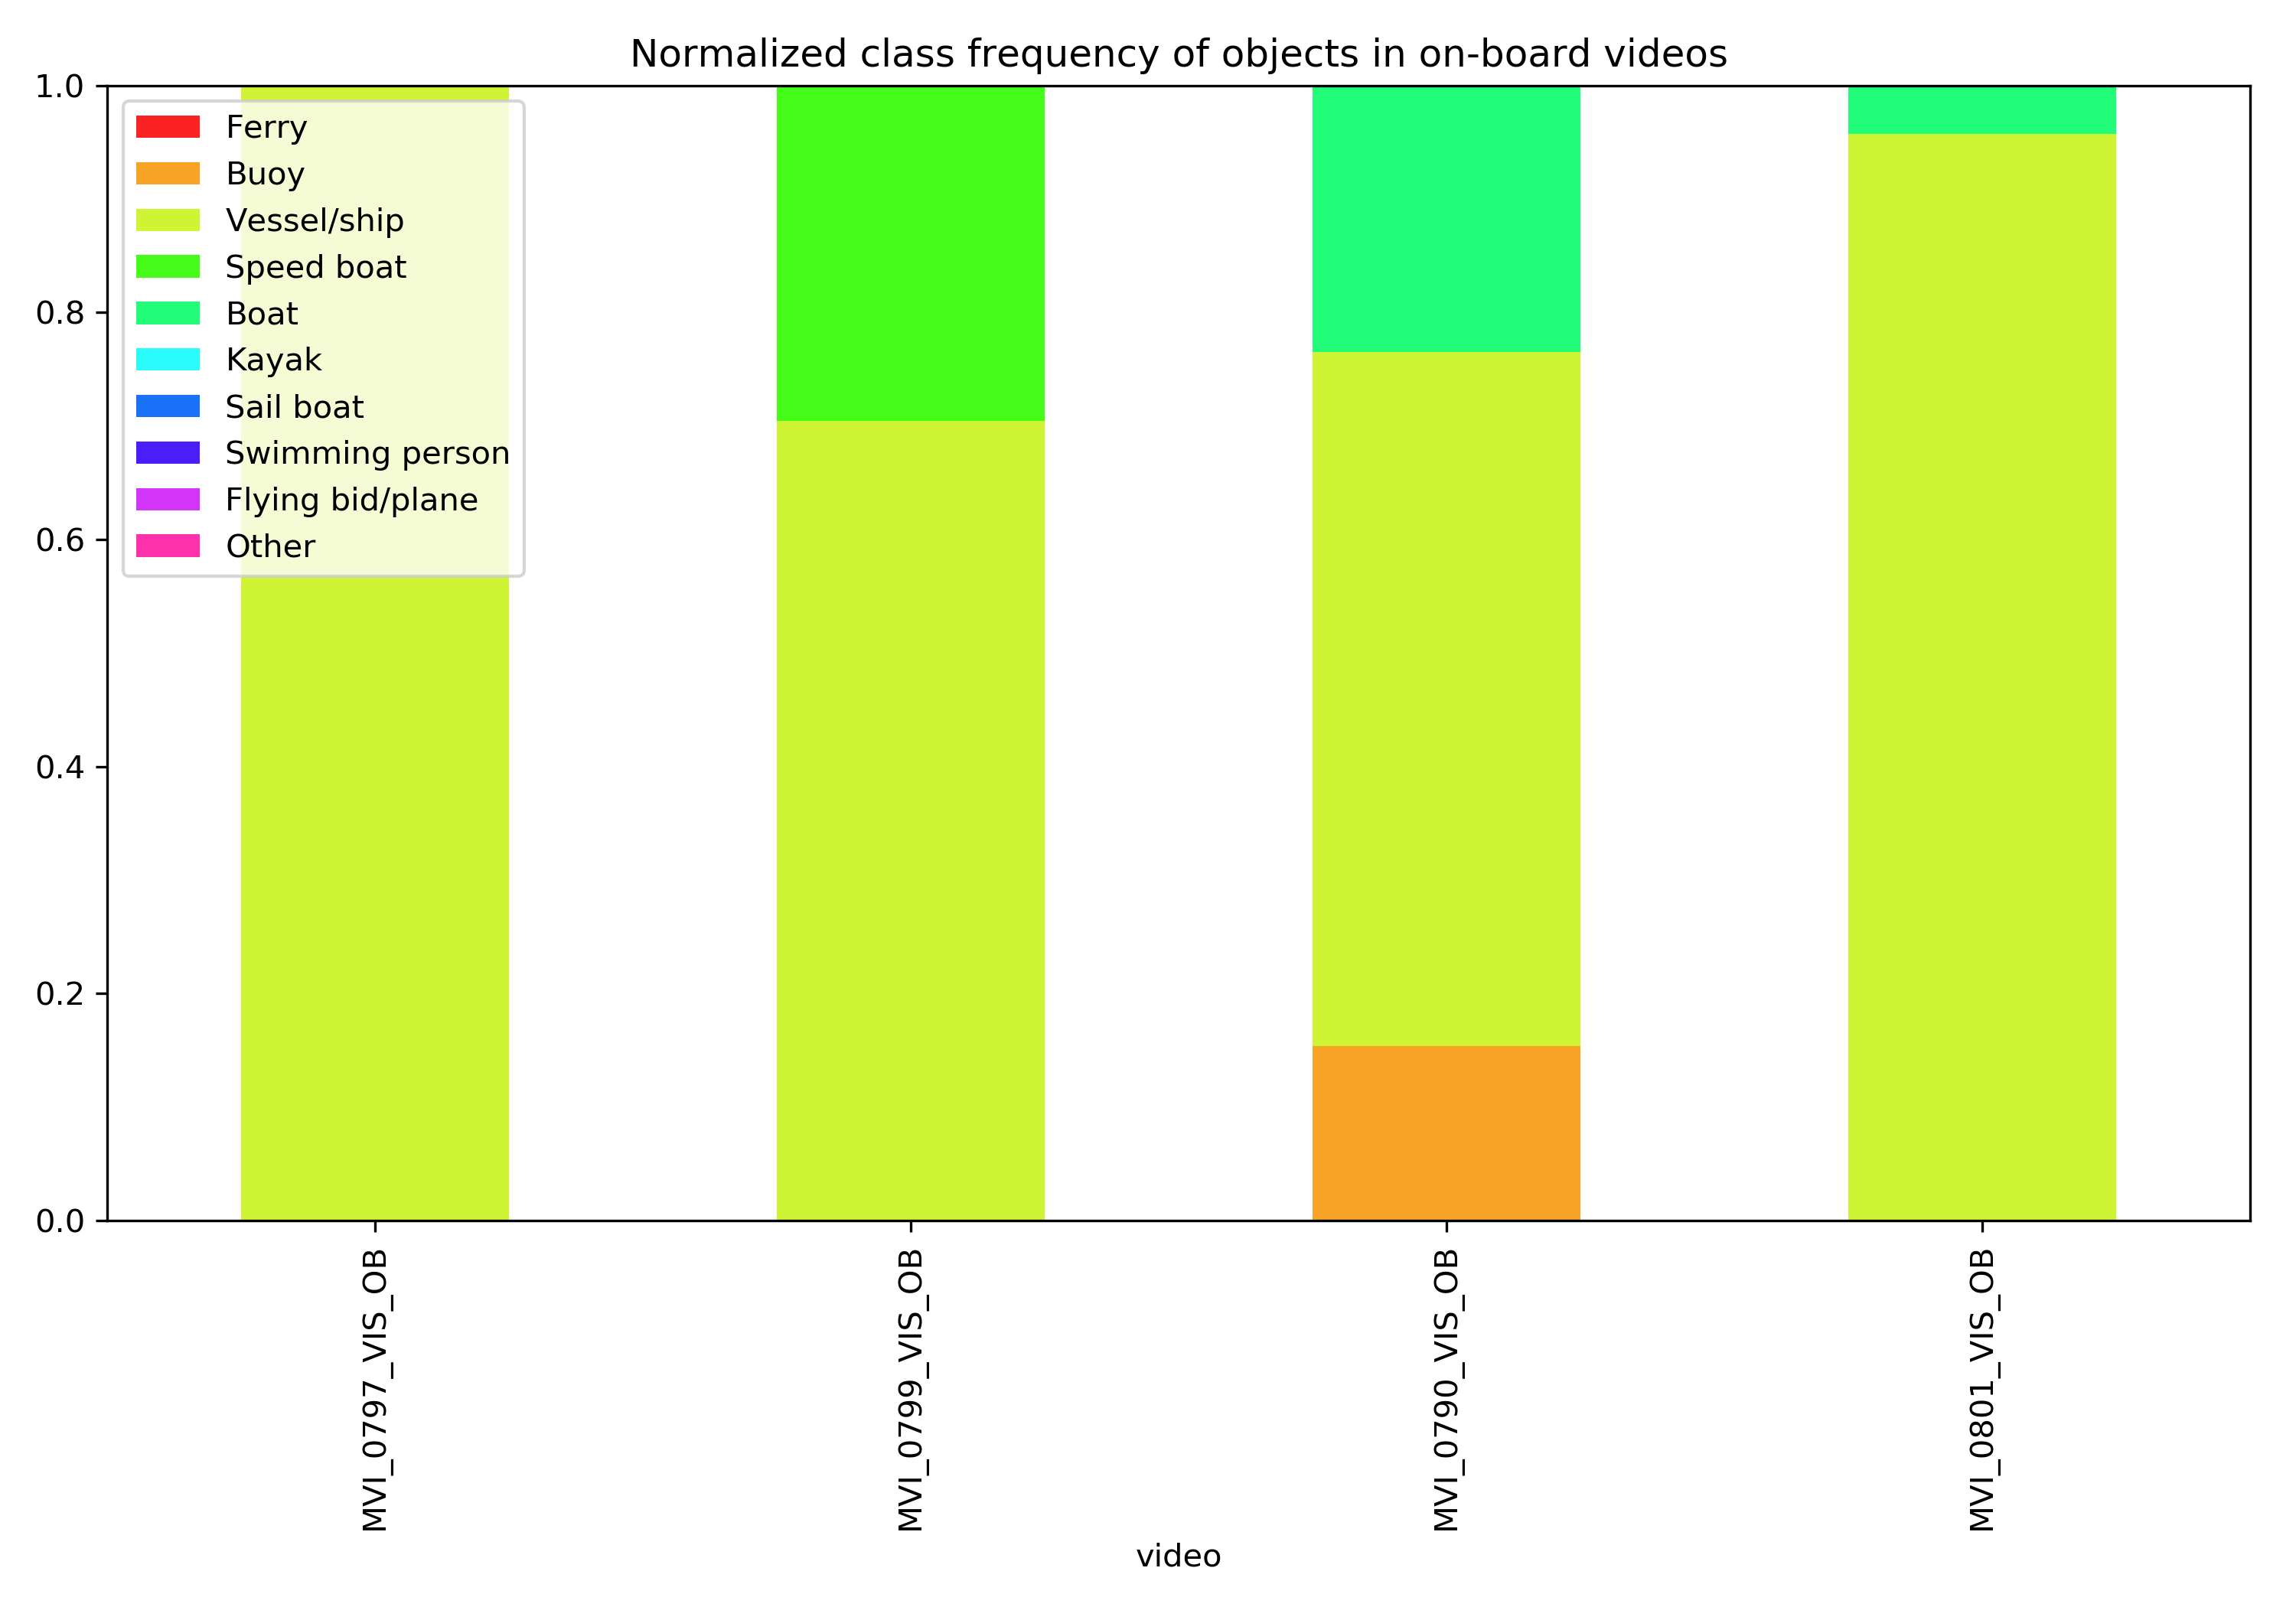 Normalized class frequency of objects in on-board videos
1.0
0.8
0.6
0.4
0.2
0.0
Ferry
Buoy
Vessel/ship
Speed boat
Boat
Kayak
Sail boat
Swimming person
Flying bid/plane
Other
MVI_0797_VIS_OB
MVI_0799_VIS_OB
MVI_0790_VIS_OB
MVI_0801_VIS_OB
video